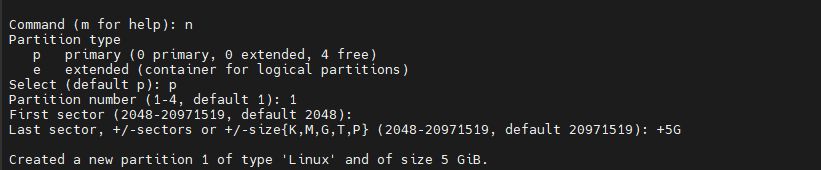 Command (m for help): n
Partition type
   p   primary (0 primary, 0 extended, 4 free)
   e   extended (container for logical partitions)
Select (default p): p
Partition number (1-4, default 1): 1
First sector (2048-20971519, default 2048):
Last sector, +/-sectors or +/-size{K,M,G,T,P} (2048-20971519, default 20971519): +5G

Created a new partition 1 of type 'Linux' and of size 5 GiB.